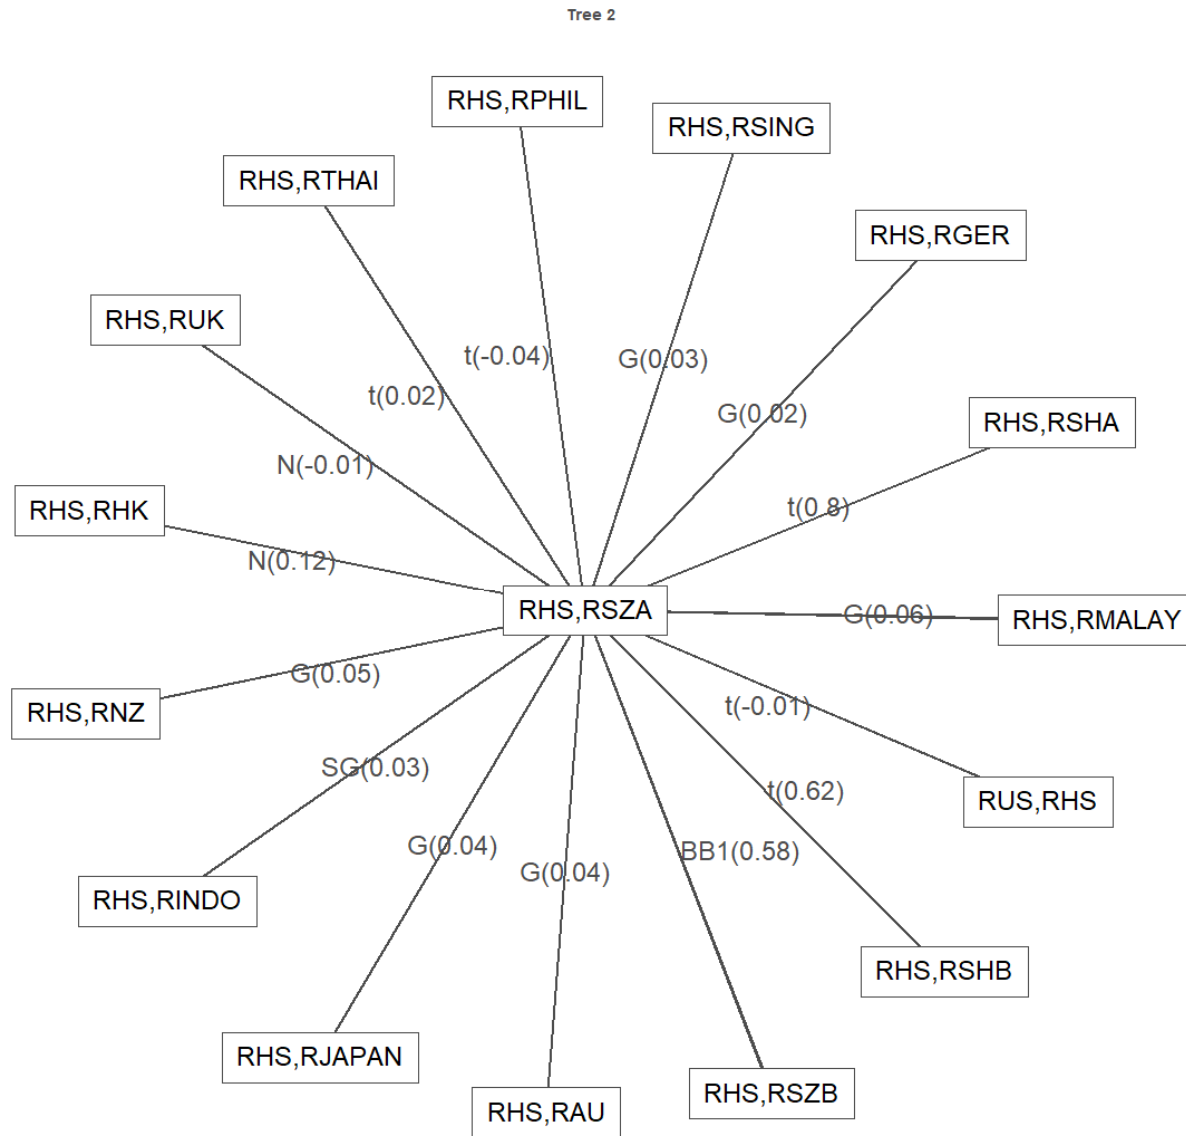 Tree 2
RHS,RPHIL
RHS,RSING
RHS,RTHAI
RHS,RGER
RHS,RUK
t(-0.04)
G(0.03)
t(0.02)
G(0.02)
RHS,RSHA
N(-0.01)
t(0.8)
RHS,RHK
N(0.12)
RHS,RSZA
G(0.06)
RHS,RMALAY
G(0.05)
t(-0.01)
RHS,RNZ
SG(0.03)
t(0.62)
RUS,RHS
G(0.04)
BB1(0.58)
G(0.04)
RHS,RINDO
RHS,RSHB
RHS,RJAPAN
RHS,RSZB
RHS,RAU